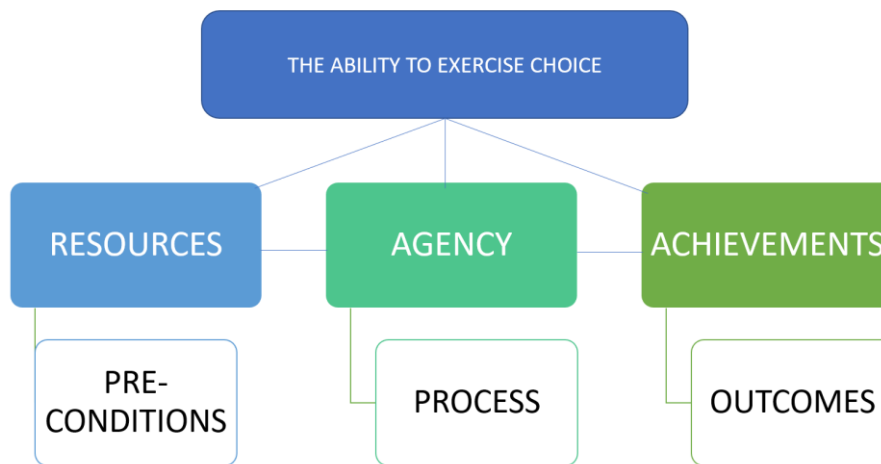 THE ABILITY TO EXERCISE CHOICE
RESOURCES
AGENCY
ACHIEVEMENTS
PRE-
CONDITIONS
PROCESS
OUTCOMES